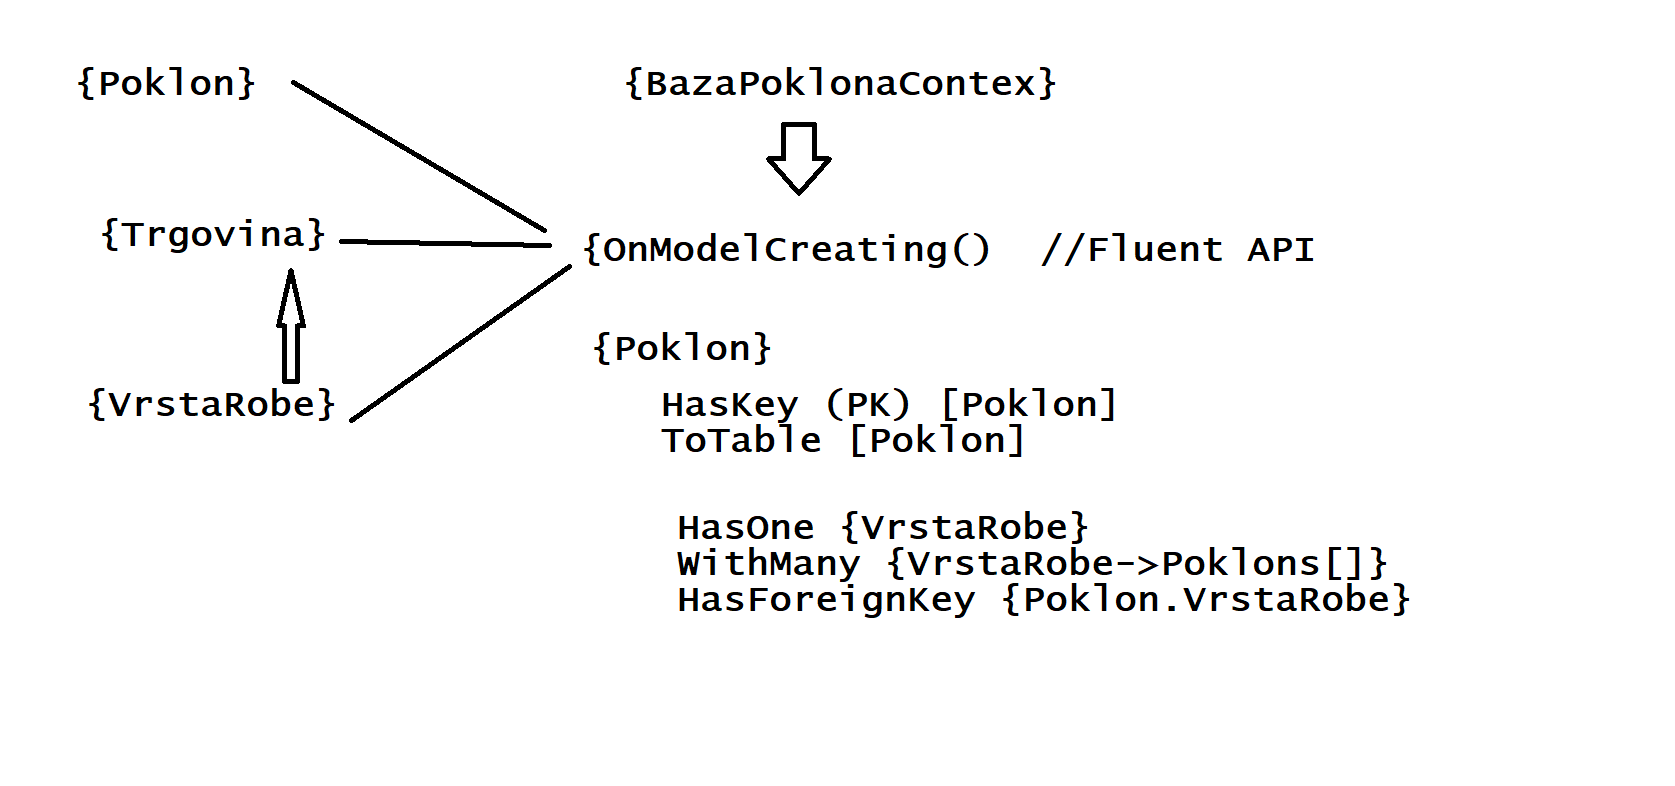 {Poklon}
{BazaPoklonaContex}
{Trgovina}
{OnModelCreating()  //Fluent API
{VrstaRobe}
{Poklon}
HasKey (PK) [Poklon]
ToTable [Poklon]
HasOne {VrstaRobe}
WithMany {VrstaRobe->Poklons[]}
HasForeignKey {Poklon.VrstaRobe}